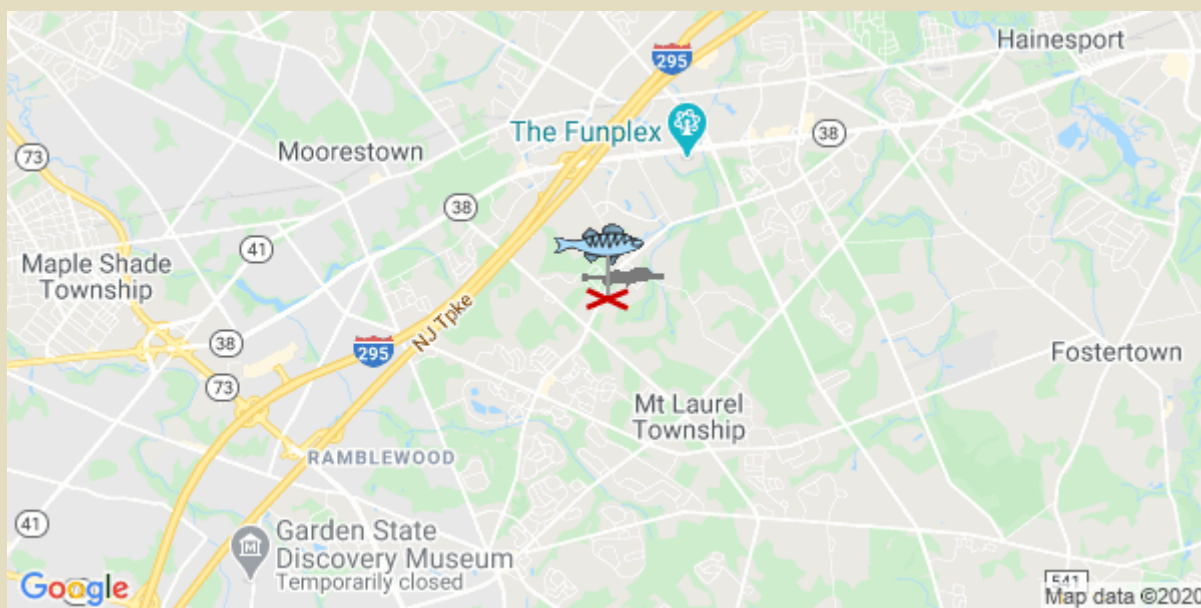 Hainesport
295
The Funplex
38
73
Moorestown
38
41
Maple Shade
Township
NJ Tpke
38
295
Fostertown
73
Mt Laurel
Township
RAMBLEWOOD
41
Garden State
Discovery Museum
Temporarily closed
Google
541
Map data ©2020